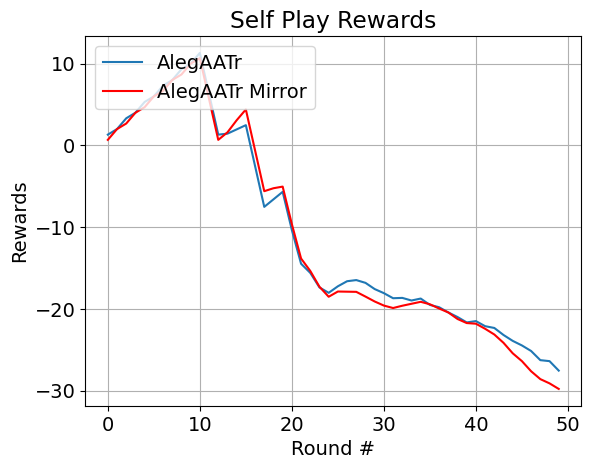 Self Play Rewards
AlegAATr
AlegAATr Mirror
Rewards
10
0
−10
−20
−30
0 10 20 30 40 50
Round #